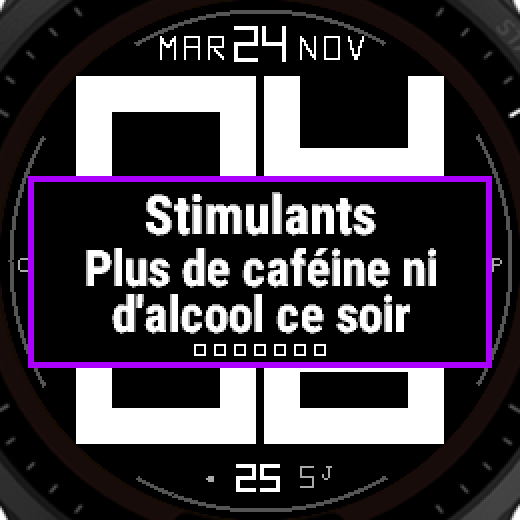 MAR 24 NOV
Stimulants
Plus de caféine ni
d'alcool ce soir
25 5J